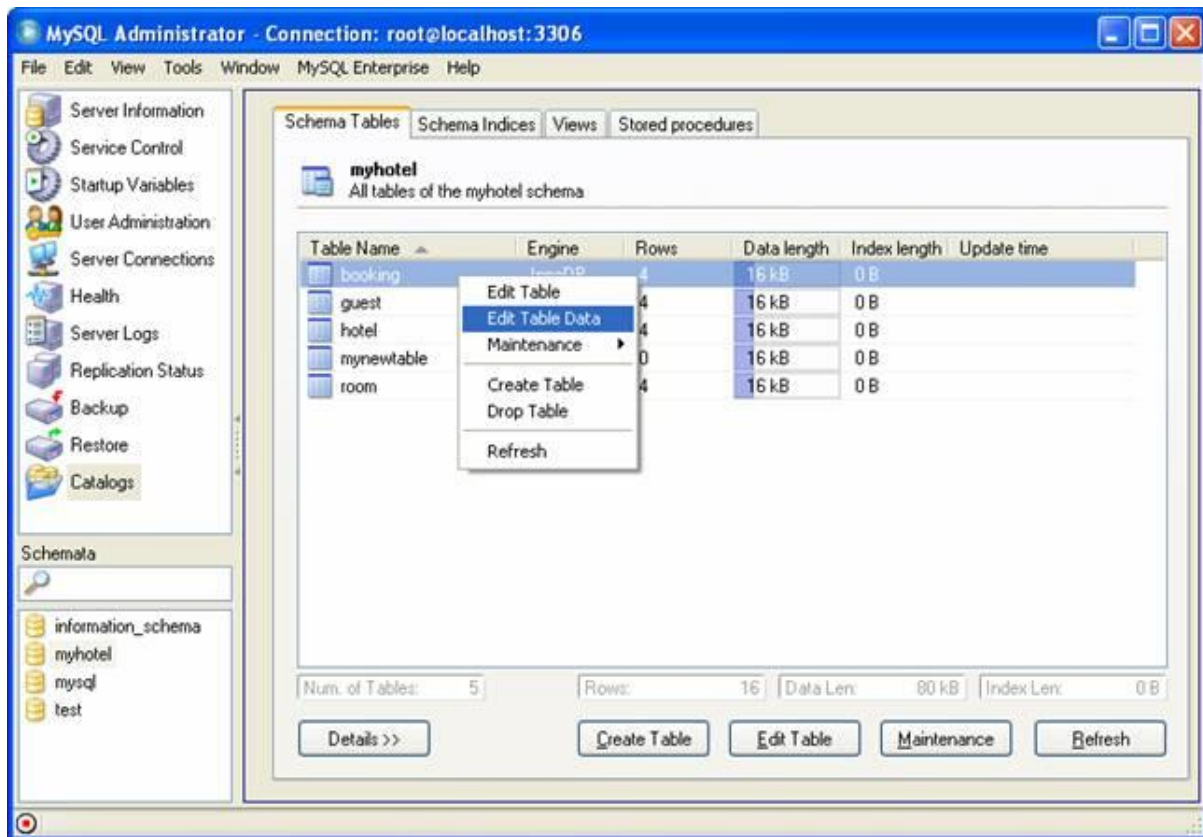 MySQL Administrator - Connection: root@localhost:3306
File Edit View Tools Window MySQL Enterprise Help
Server Information
Service Control
Startup Variables
User Administration
Server Connections
Health
Server Logs
Replication Status
Backup
Restore
Catalogs
Schemata
information_schema
myhotel
mysql
test
Schema Tables Schema Indices Views Stored procedures
myhotel
All tables of the myhotel schema
Table Name Engine Rows Data length Index length Update time
booking InnoDB 4 16 kB 0 B
guest 4 16 kB 0 B
hotel 4 16 kB 0 B
mynewtable 0 16 kB 0 B
room 4 16 kB 0 B
Edit Table
Edit Table Data
Maintenance
Create Table
Drop Table
Refresh
Num. of Tables: 5 Rows: 16 Data Len: 80 kB Index Len: 0 B
Details >> Create Table Edit Table Maintenance Refresh